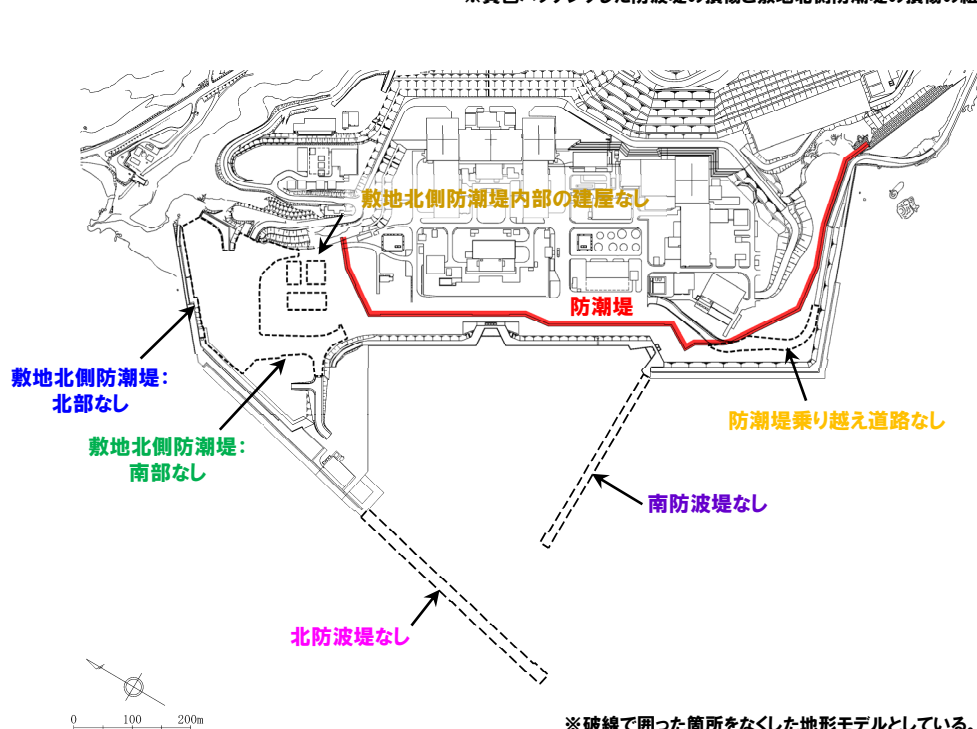 敷地北側防潮堤内部の建屋なし
防潮堤
敷地北側防潮堤：
北部なし
防潮堤乗り越え道路なし
敷地北側防潮堤：
南部なし
南防波堤なし
北防波堤なし
0 100 200m
※破線で囲った箇所をなくした地形モデルとしている。